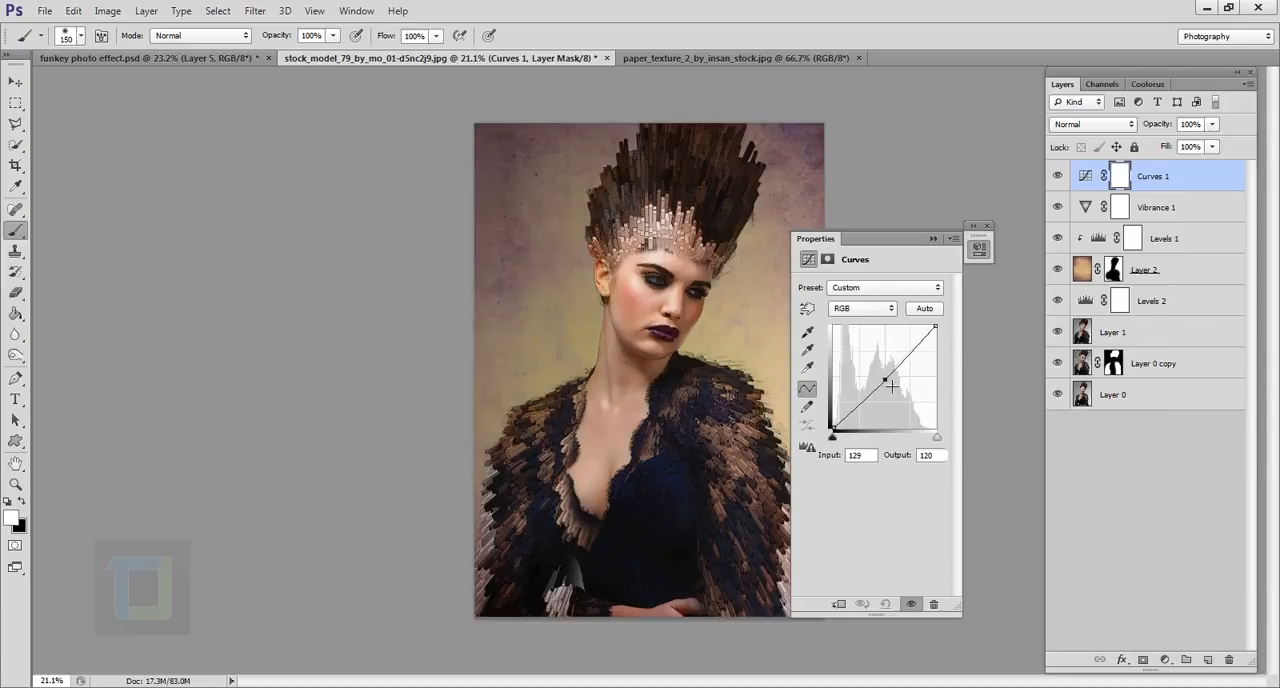 Ps File Edit Image Layer Type Select Filter 3D View Window Help
150 Mode: Normal Opacity: 100% Flow: 100% Photography
funkey photo effect.psd @ 23.2% (Layer 5, RGB/8*) * × stock_model_79_by_mo_01-d5nc2j9.jpg @ 21.1% (Curves 1, Layer Mask/8) * × paper_texture_2_by_insan_stock.jpg @ 66.7% (RGB/8*) ×
Layers Channels Coolorus
Kind
Normal Opacity: 100%
Lock: Fill: 100%
Curves 1
Vibrance 1
Levels 1
Layer 2
Levels 2
Layer 1
Layer 0 copy
Layer 0
Properties
Curves
Preset: Custom
RGB Auto
Input: 129 Output: 120
21.1% Doc: 17.3M/83.0M